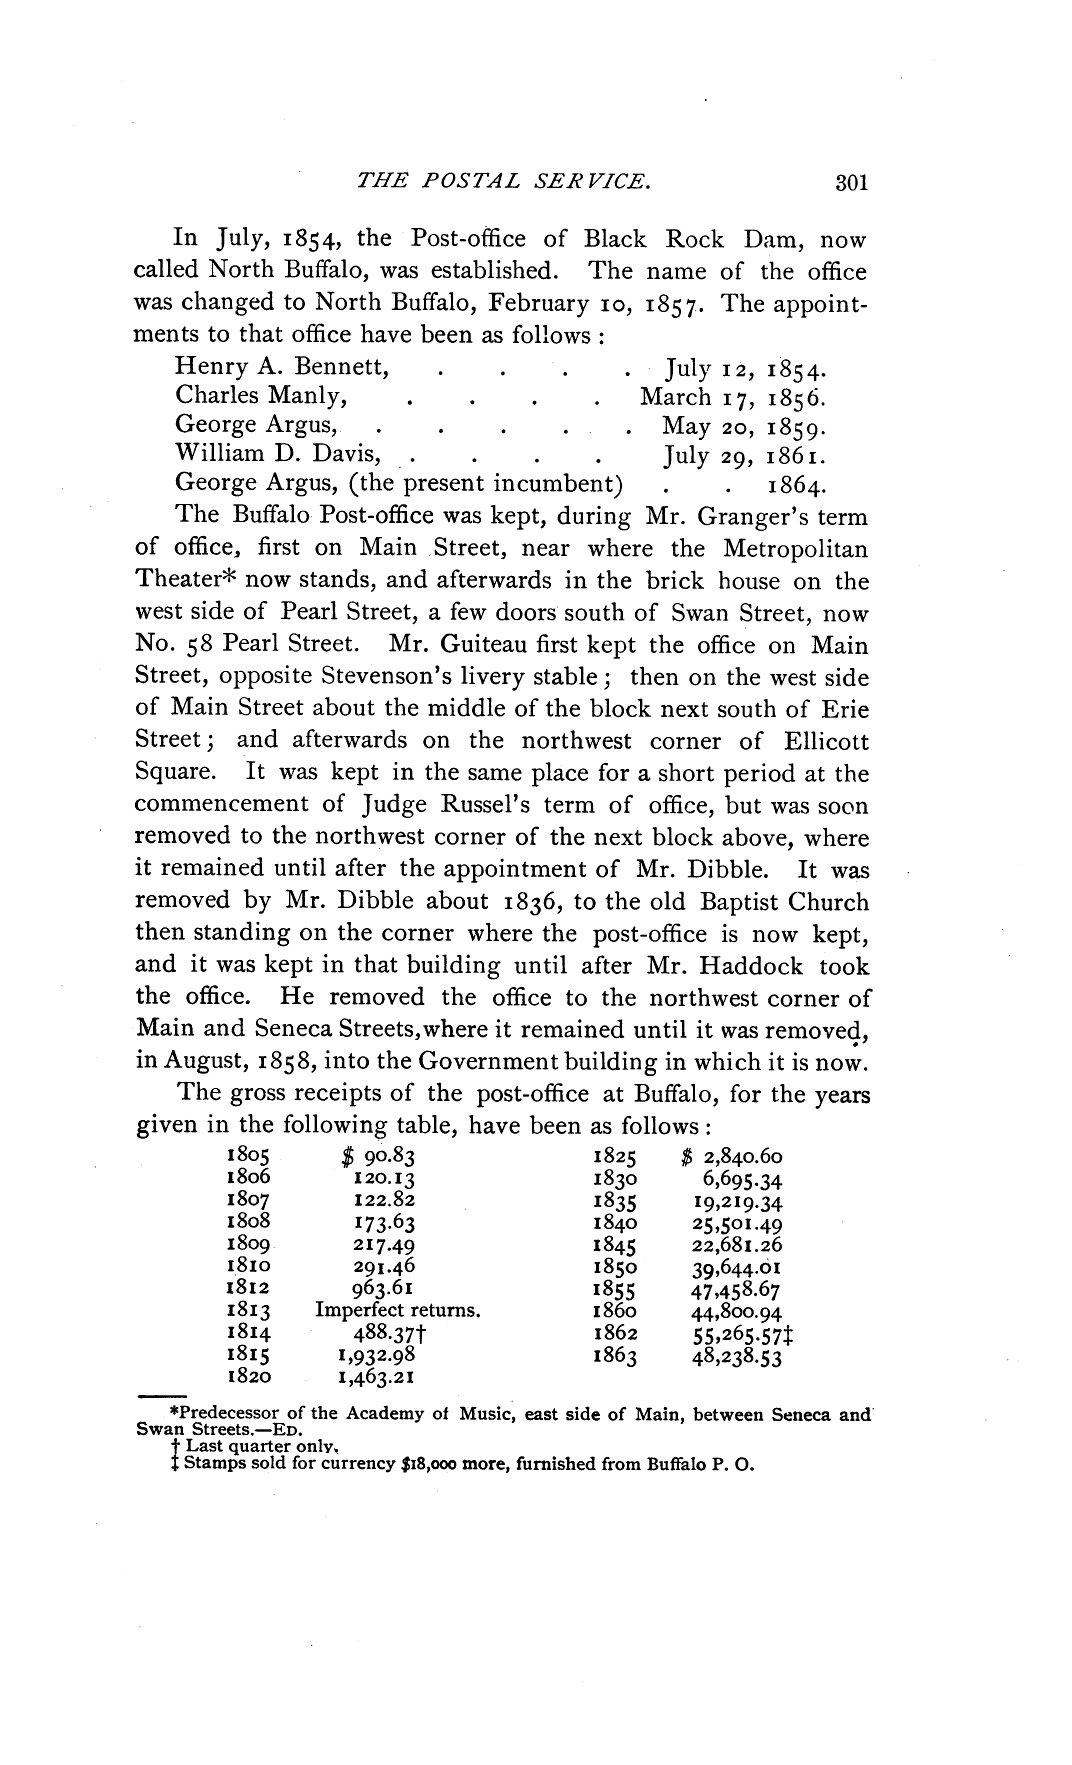 THE POSTAL SERVICE. 301
In July, 1854, the Post-office of Black Rock Dam, now
called North Buffalo, was established. The name of the office
was changed to North Buffalo, February 10, 1857. The appoint-
ments to that office have been as follows :
Henry A. Bennett, . . . . July 12, 1854.
Charles Manly, . . . . March 17, 1856.
George Argus, . . . . . May 20, 1859.
William D. Davis, . . . . July 29, 1861.
George Argus, (the present incumbent) . . 1864.
The Buffalo Post-office was kept, during Mr. Granger's term
of office, first on Main Street, near where the Metropolitan
Theater* now stands, and afterwards in the brick house on the
west side of Pearl Street, a few doors south of Swan Street, now
No. 58 Pearl Street. Mr. Guiteau first kept the office on Main
Street, opposite Stevenson's livery stable ; then on the west side
of Main Street about the middle of the block next south of Erie
Street ; and afterwards on the northwest corner of Ellicott
Square. It was kept in the same place for a short period at the
commencement of Judge Russel's term of office, but was soon
removed to the northwest corner of the next block above, where
it remained until after the appointment of Mr. Dibble. It was
removed by Mr. Dibble about 1836, to the old Baptist Church
then standing on the corner where the post-office is now kept,
and it was kept in that building until after Mr. Haddock took
the office. He removed the office to the northwest corner of
Main and Seneca Streets, where it remained until it was removed,
in August, 1858, into the Government building in which it is now.
The gross receipts of the post-office at Buffalo, for the years
given in the following table, have been as follows :
1805 $ 90.83 1825 $ 2,840.60
1806 120.13 1830 6,695.34
1807 122.82 1835 19,219.34
1808 173.63 1840 25,501.49
1809 217.49 1845 22,681.26
1810 291.46 1850 39,644.01
1812 963.61 1855 47,458.67
1813 Imperfect returns. 1860 44,800.94
1814 488.37† 1862 55,265.57‡
1815 1,932.98 1863 48,238.53
1820 1,463.21
*Predecessor of the Academy of Music, east side of Main, between Seneca and
Swan Streets.—ED.
† Last quarter only.
‡ Stamps sold for currency $18,000 more, furnished from Buffalo P. O.